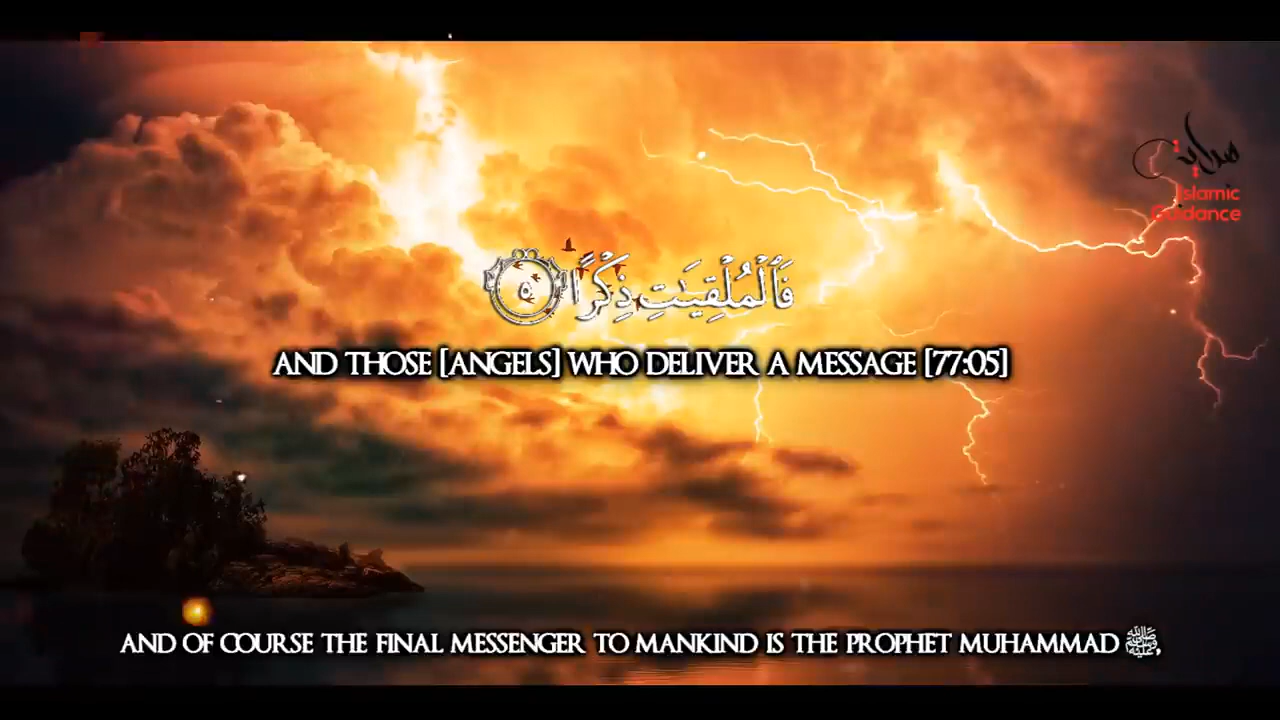 هداية
Islamic
Guidance
فَٱلْمُلْقِيَـٰتِ ذِكْرًا ٥
AND THOSE [ANGELS] WHO DELIVER A MESSAGE [77:05]
AND OF COURSE THE FINAL MESSENGER TO MANKIND IS THE PROPHET MUHAMMAD ﷺ,